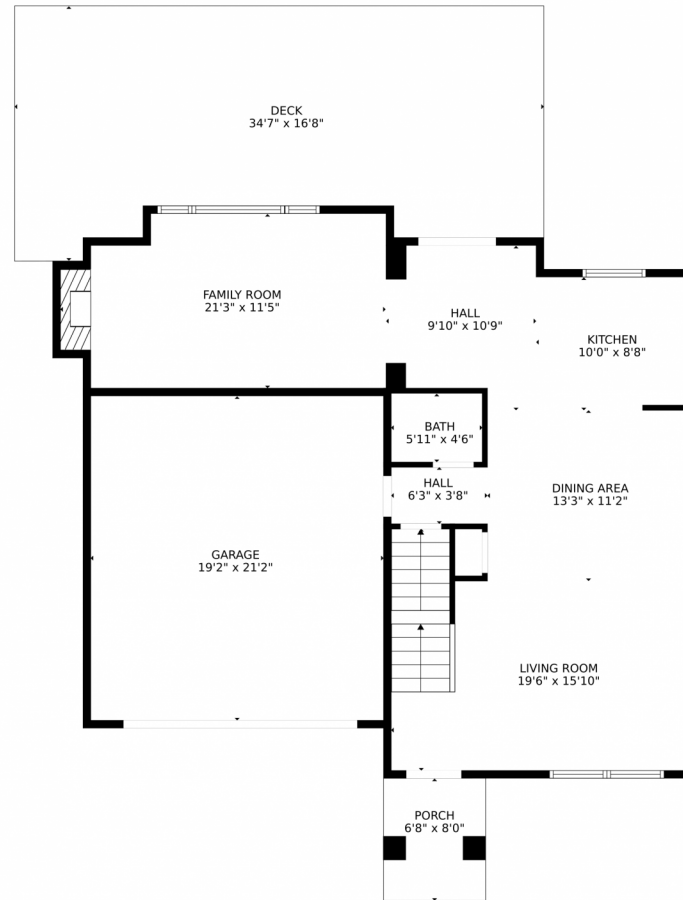 DECK
34'7" x 16'8"
FAMILY ROOM
21'3" x 11'5"
HALL
9'10" x 10'9"
KITCHEN
10'0" x 8'8"
BATH
5'11" x 4'6"
HALL
6'3" x 3'8"
DINING AREA
13'3" x 11'2"
GARAGE
19'2" x 21'2"
LIVING ROOM
19'6" x 15'10"
PORCH
6'8" x 8'0"